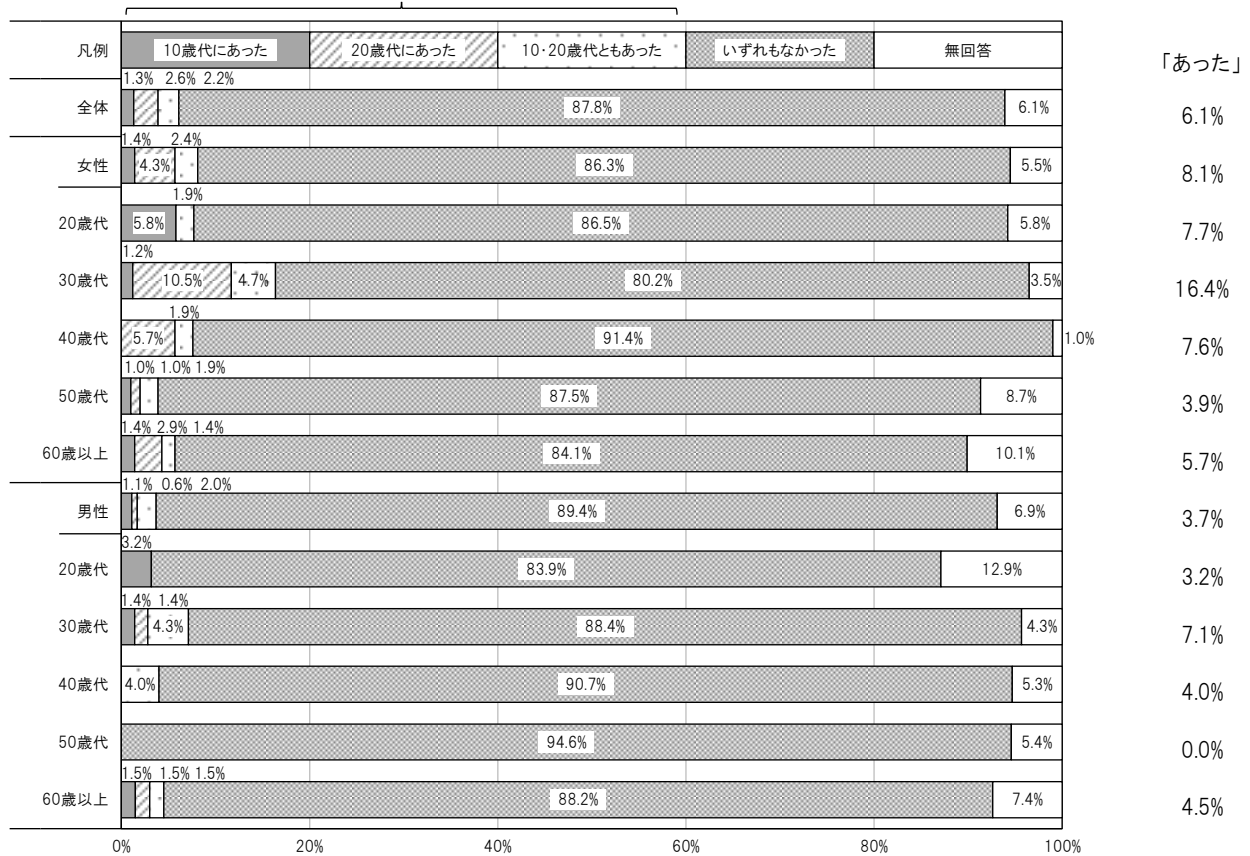 凡例 10歳代にあった 20歳代にあった 10・20歳代ともあった いずれもなかった 無回答 「あった」
1.3% 2.6% 2.2%
全体 87.8% 6.1% 6.1%
1.4% 2.4%
女性 4.3% 86.3% 5.5% 8.1%
1.9%
20歳代 5.8% 86.5% 5.8% 7.7%
1.2%
30歳代 10.5% 4.7% 80.2% 3.5% 16.4%
1.9%
40歳代 5.7% 91.4% 1.0% 7.6%
1.0% 1.0% 1.9%
50歳代 87.5% 8.7% 3.9%
1.4% 2.9% 1.4%
60歳以上 84.1% 10.1% 5.7%
1.1% 0.6% 2.0%
男性 89.4% 6.9% 3.7%
3.2%
20歳代 83.9% 12.9% 3.2%
1.4% 1.4%
30歳代 4.3% 88.4% 4.3% 7.1%
40歳代 4.0% 90.7% 5.3% 4.0%
50歳代 94.6% 5.4% 0.0%
1.5% 1.5% 1.5%
60歳以上 88.2% 7.4% 4.5%
0% 20% 40% 60% 80% 100%